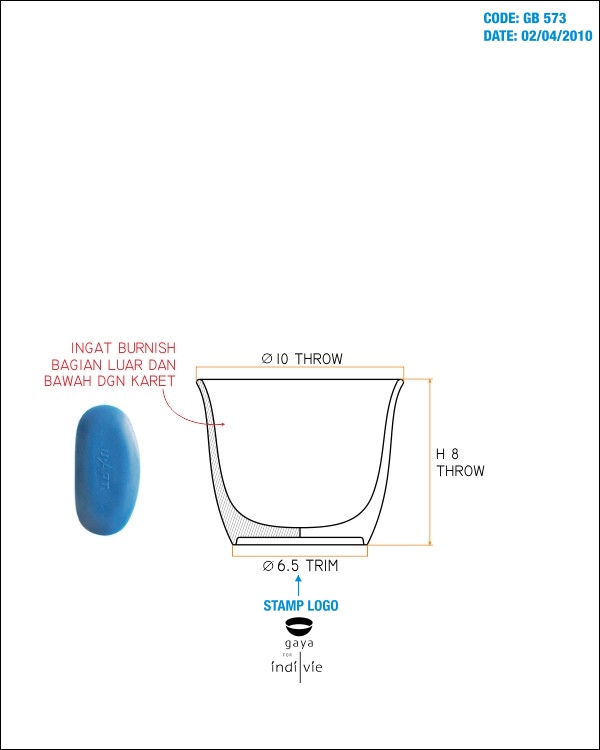 CODE: GB 573
DATE: 02/04/2010
INGAT BURNISH
BAGIAN LUAR DAN
BAWAH DGN KARET
∅10 THROW
H 8
THROW
∅6.5 TRIM
STAMP LOGO
gaya
FOR
indi|vie